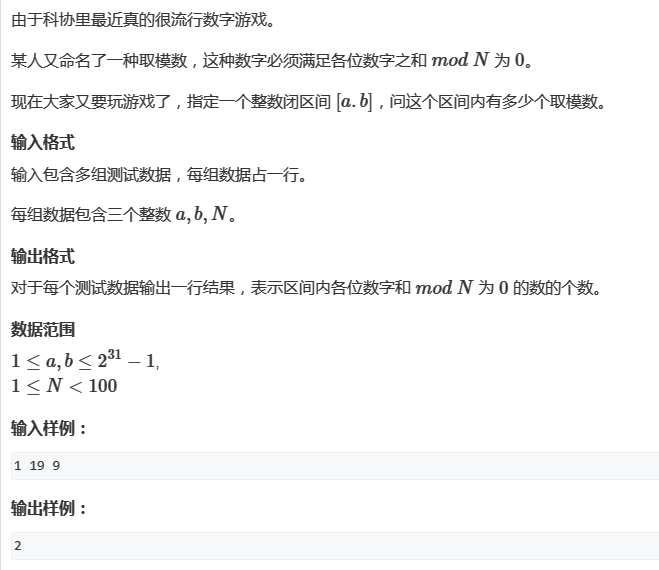 由于科协里最近真的很流行数字游戏。
某人又命名了一种取模数，这种数字必须满足各位数字之和 mod N 为 0。
现在大家又要玩游戏了，指定一个整数闭区间 [a.b]，问这个区间内有多少个取模数。
输入格式
输入包含多组测试数据，每组数据占一行。
每组数据包含三个整数 a,b,N。
输出格式
对于每个测试数据输出一行结果，表示区间内各位数字和 mod N 为 0 的数的个数。
数据范围
1 ≤ a,b ≤ 2³¹ − 1,
1 ≤ N < 100
输入样例：
1 19 9
输出样例：
2